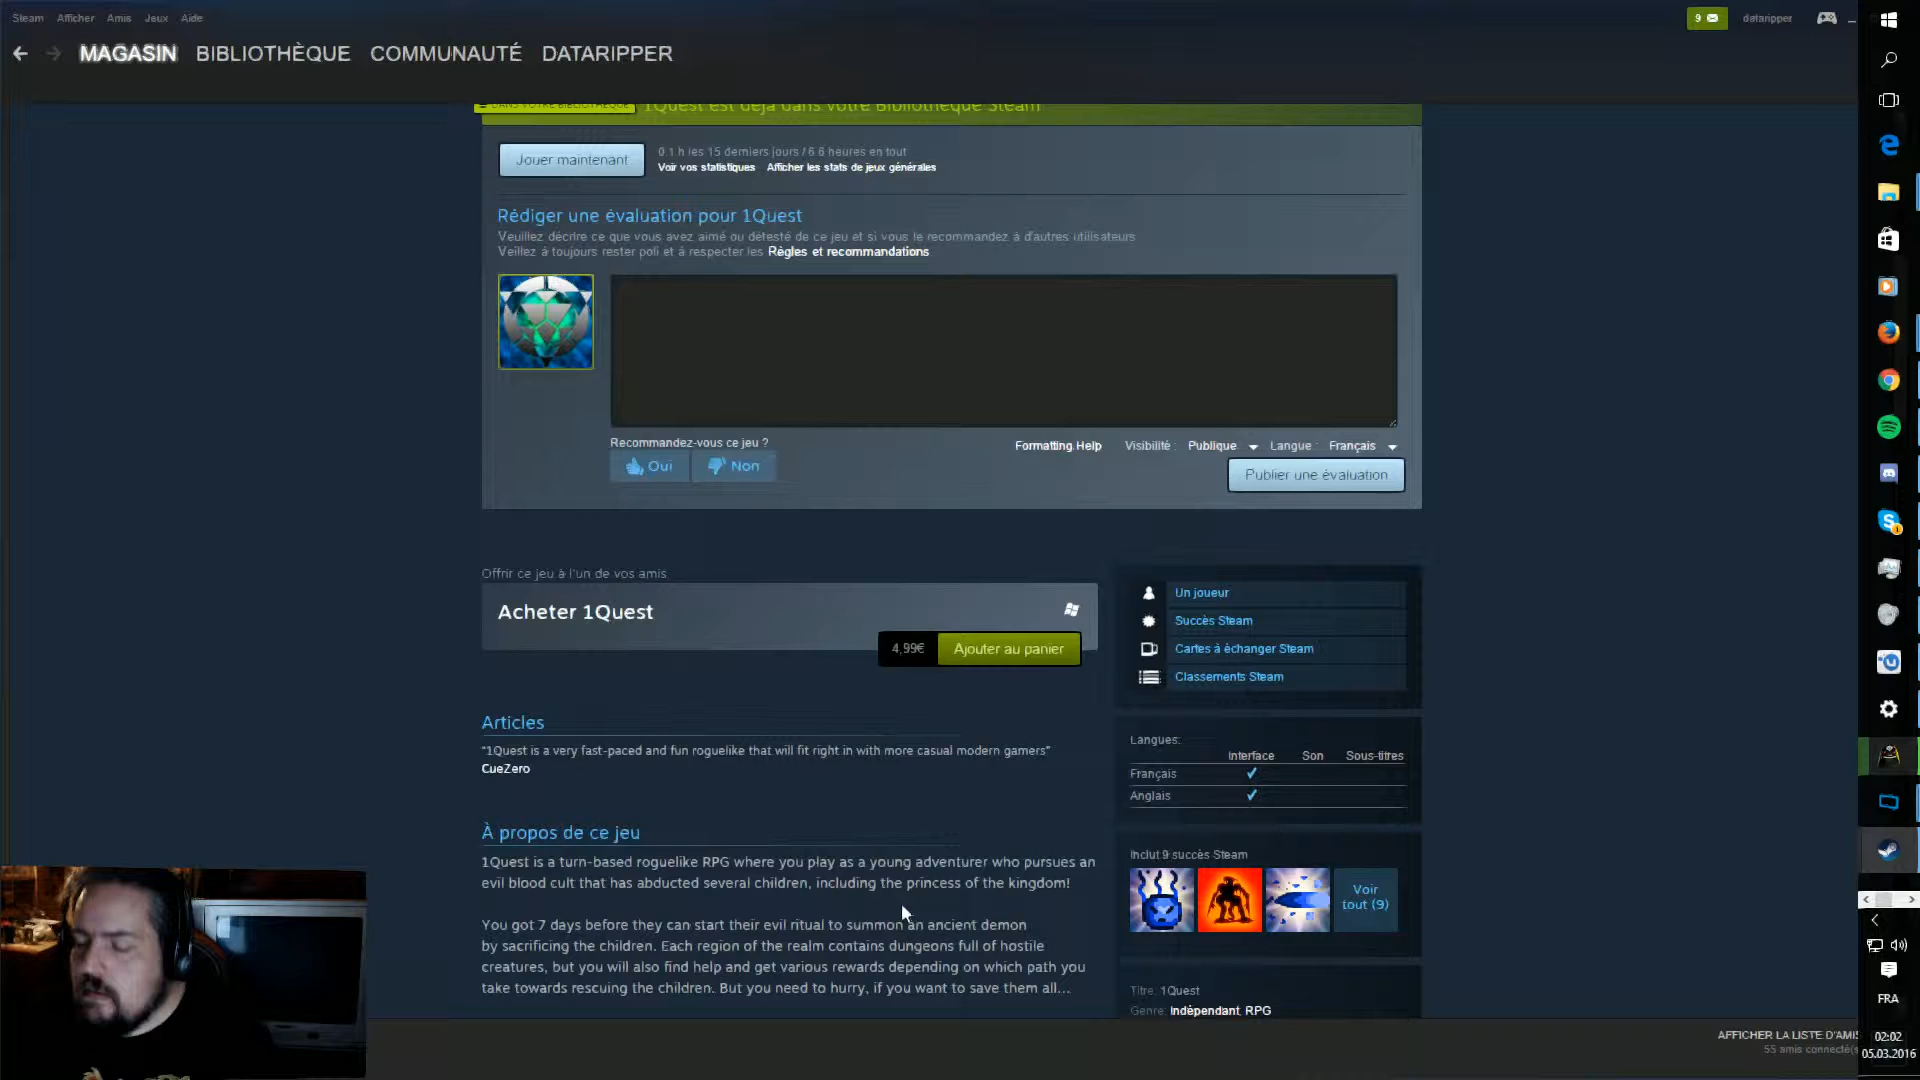 Steam Afficher Amis Jeux Aide
9 dataripper
MAGASIN BIBLIOTHÈQUE COMMUNAUTÉ DATARIPPER
DANS VOTRE BIBLIOTHÈQUE 1Quest est déjà dans votre Bibliothèque Steam
Jouer maintenant
0.1 h les 15 derniers jours / 6.6 heures en tout
Voir vos statistiques Afficher les stats de jeux générales
Rédiger une évaluation pour 1Quest
Veuillez décrire ce que vous avez aimé ou détesté de ce jeu et si vous le recommandez à d'autres utilisateurs
Veillez à toujours rester poli et à respecter les Règles et recommandations
Recommandez-vous ce jeu ?
Oui Non
Formatting Help Visibilité : Publique Langue : Français
Publier une évaluation
Offrir ce jeu à l'un de vos amis
Acheter 1Quest
4,99€ Ajouter au panier
Un joueur
Succès Steam
Cartes à échanger Steam
Classements Steam
Articles
"1Quest is a very fast-paced and fun roguelike that will fit right in with more casual modern gamers"
CueZero
Langues:
Interface Son Sous-titres
Français
Anglais
À propos de ce jeu
1Quest is a turn-based roguelike RPG where you play as a young adventurer who pursues an
evil blood cult that has abducted several children, including the princess of the kingdom!
You got 7 days before they can start their evil ritual to summon an ancient demon
by sacrificing the children. Each region of the realm contains dungeons full of hostile
creatures, but you will also find help and get various rewards depending on which path you
take towards rescuing the children. But you need to hurry, if you want to save them all...
Inclut 9 succès Steam
Voir
tout (9)
Titre: 1Quest
Genre: Indépendant, RPG
AFFICHER LA LISTE D'AMIS
55 amis connecté(s
FRA
02:02
05.03.2016